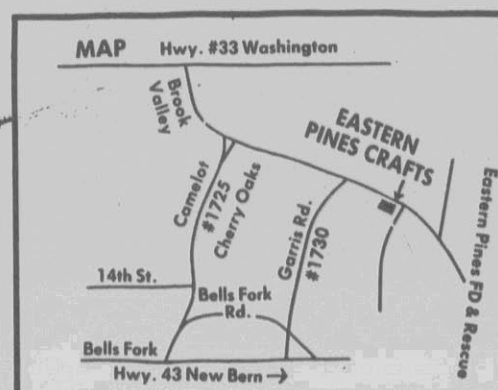 MAP Hwy. #33 Washington
Brook
Valley
EASTERN
PINES CRAFTS
Camelot
#1725
Cherry Oaks
Garris Rd.
#1730
Eastern Pines FD & Rescue
14th St.
Bells Fork
Rd.
Bells Fork
Hwy. 43 New Bern →